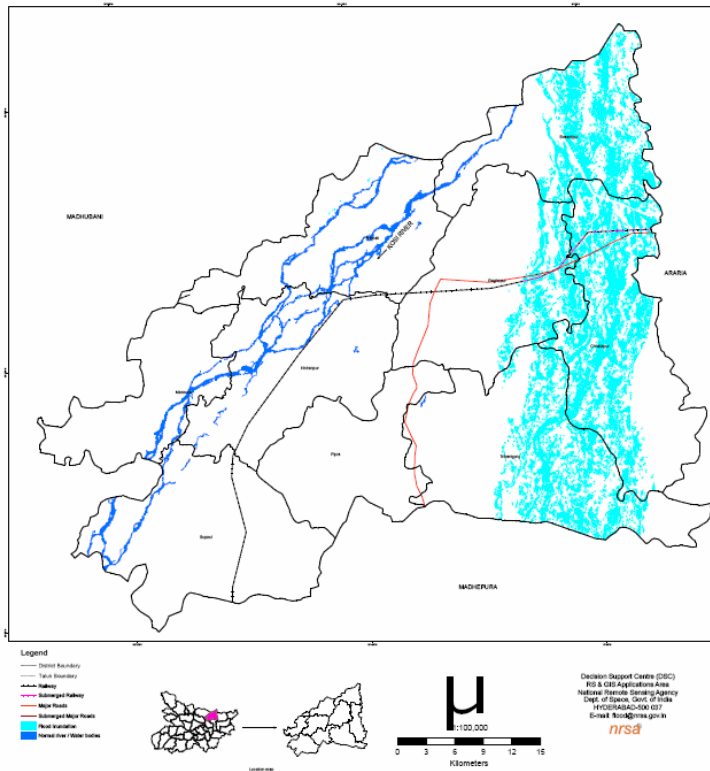 MADHUBANI
KOSI RIVER
ARARIA
Pipra
Supaul
MADHEPURA
Legend
District Boundary
Taluk Boundary
Railway
Submerged Railway
Major Roads
Submerged Major Roads
Flood Inundation
Normal river / Water bodies
Location Map
µ
1:100,000
0 3 6 9 12 15
Kilometers
Decision Support Centre (DSC)
RS & GIS Applications Area
National Remote Sensing Agency
Dept. of Space, Govt. of India
HYDERABAD-500 037
E-mail: flood@nrsa.gov.in
nrsa